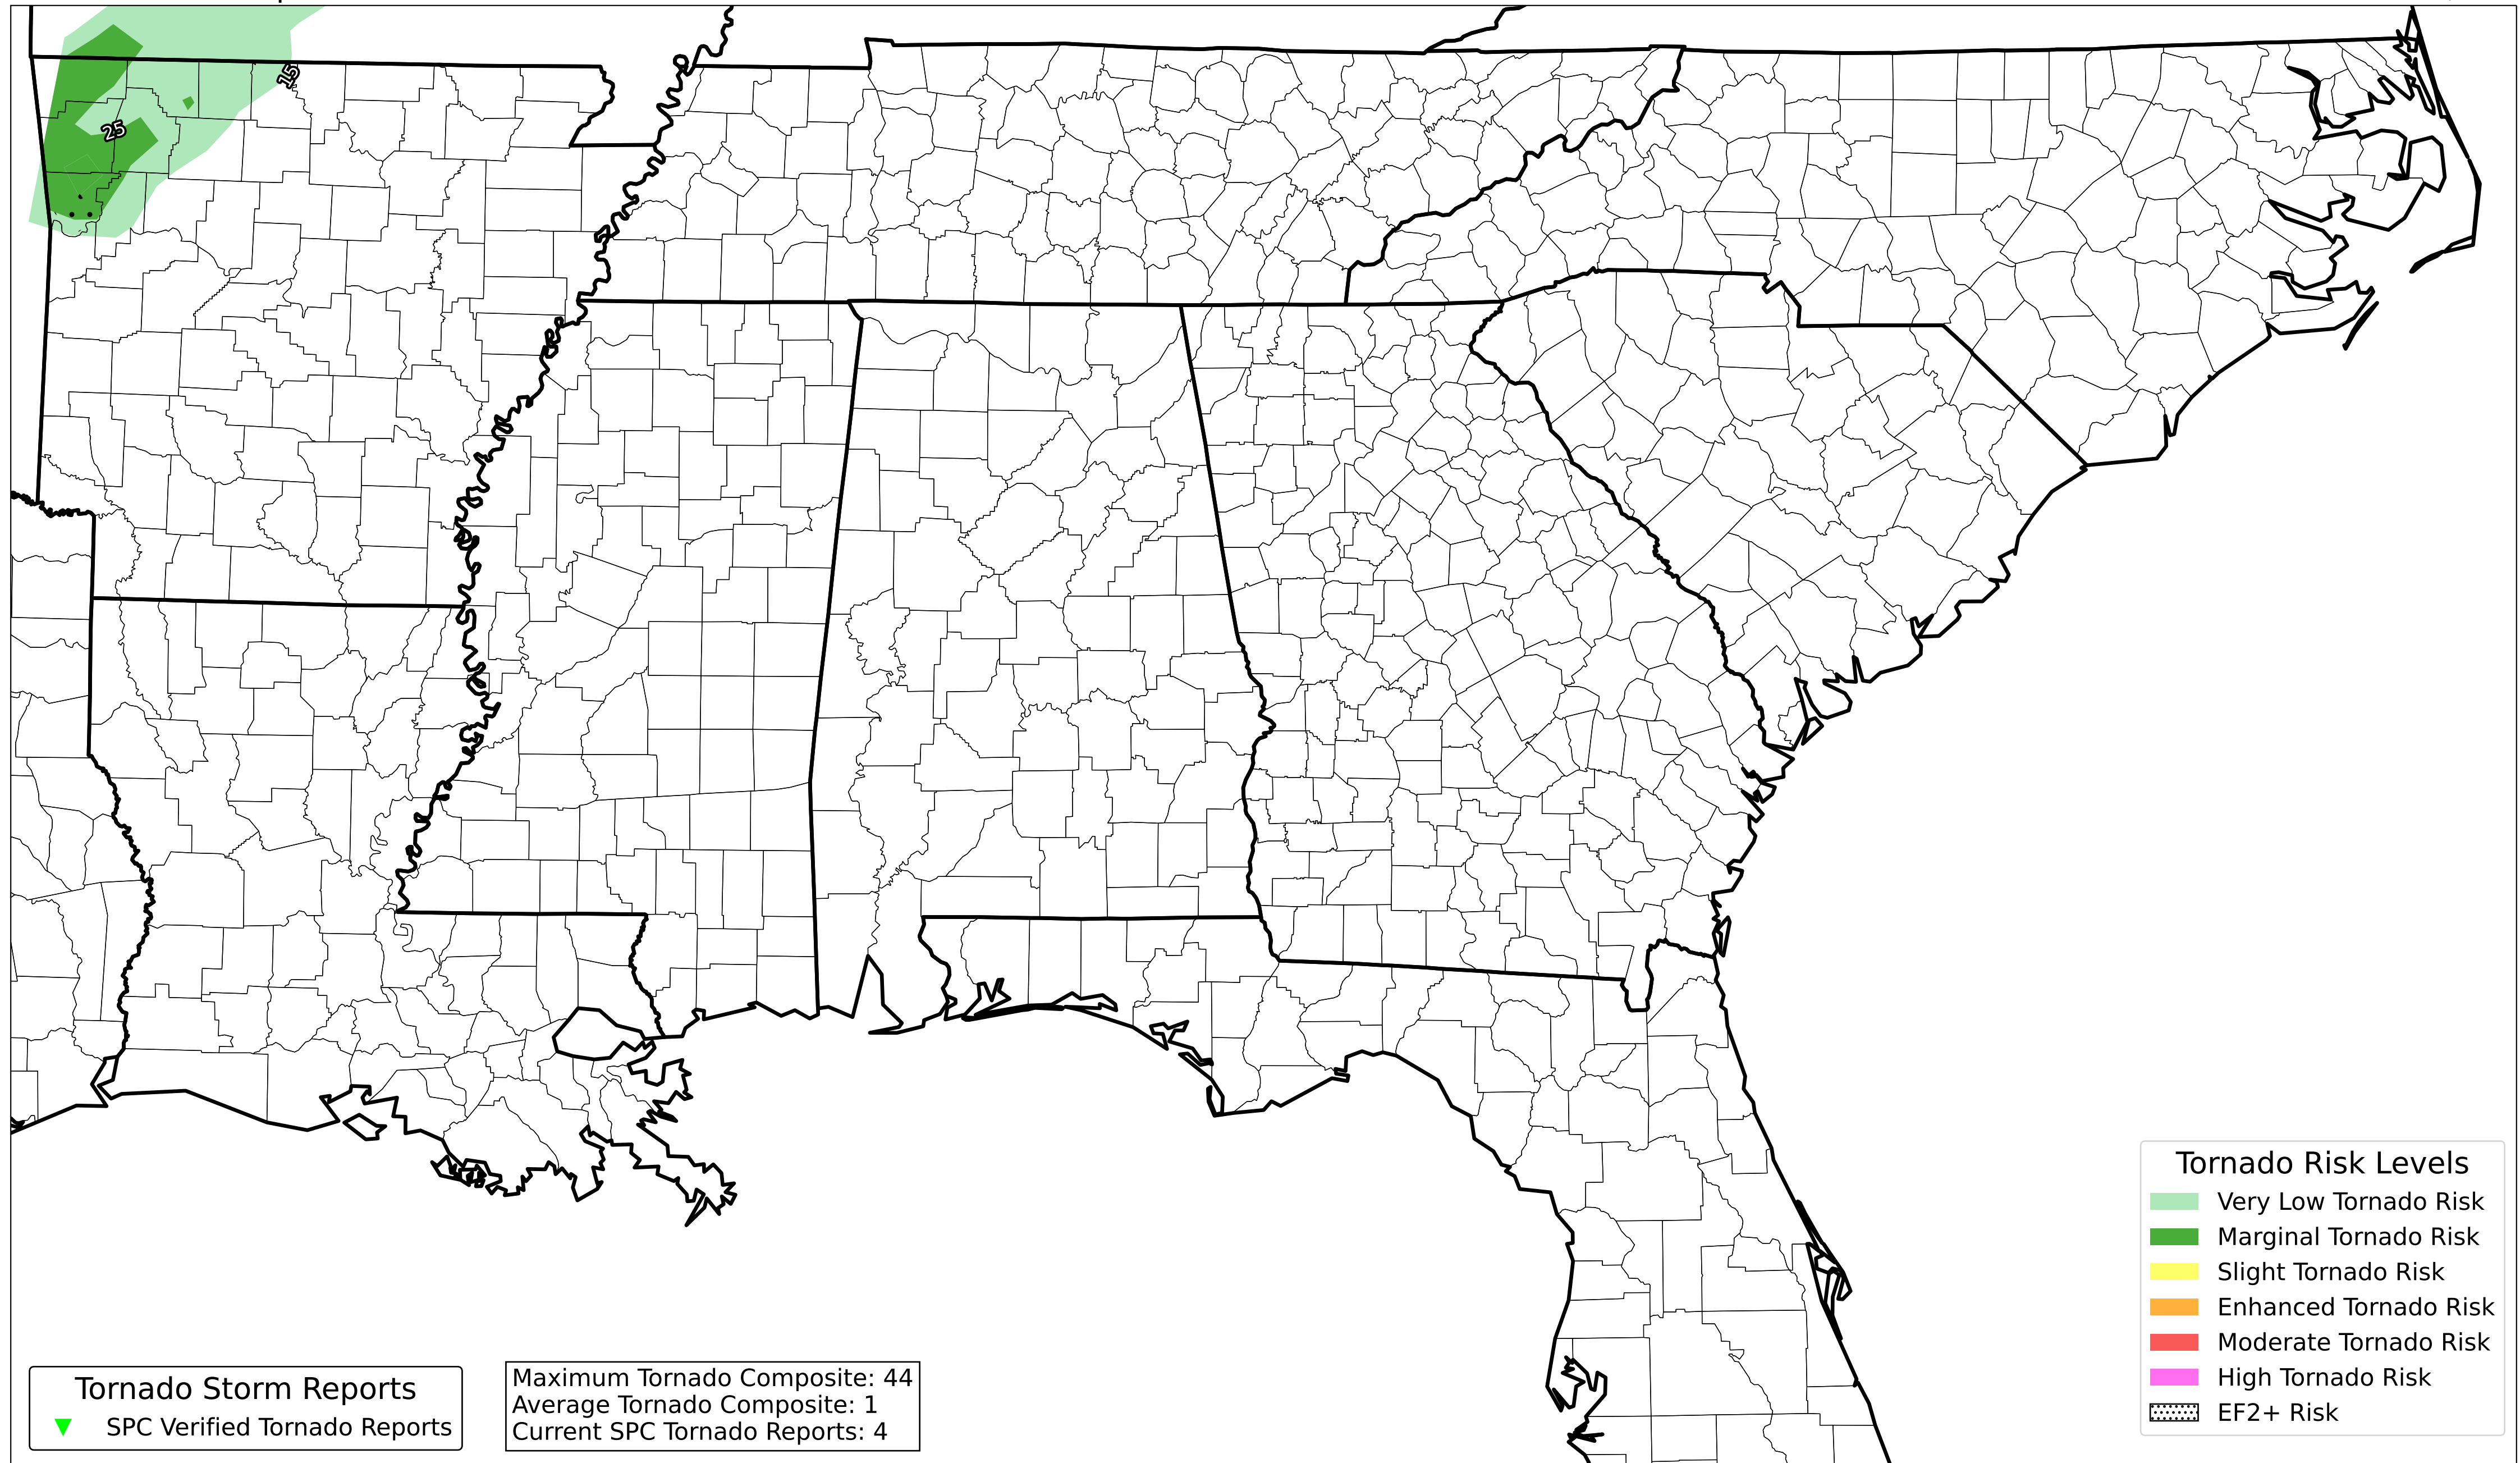 15
25
Tornado Risk Levels
Very Low Tornado Risk
Marginal Tornado Risk
Slight Tornado Risk
Enhanced Tornado Risk
Moderate Tornado Risk
High Tornado Risk
EF2+ Risk
Tornado Storm Reports
SPC Verified Tornado Reports
Maximum Tornado Composite: 44
Average Tornado Composite: 1
Current SPC Tornado Reports: 4